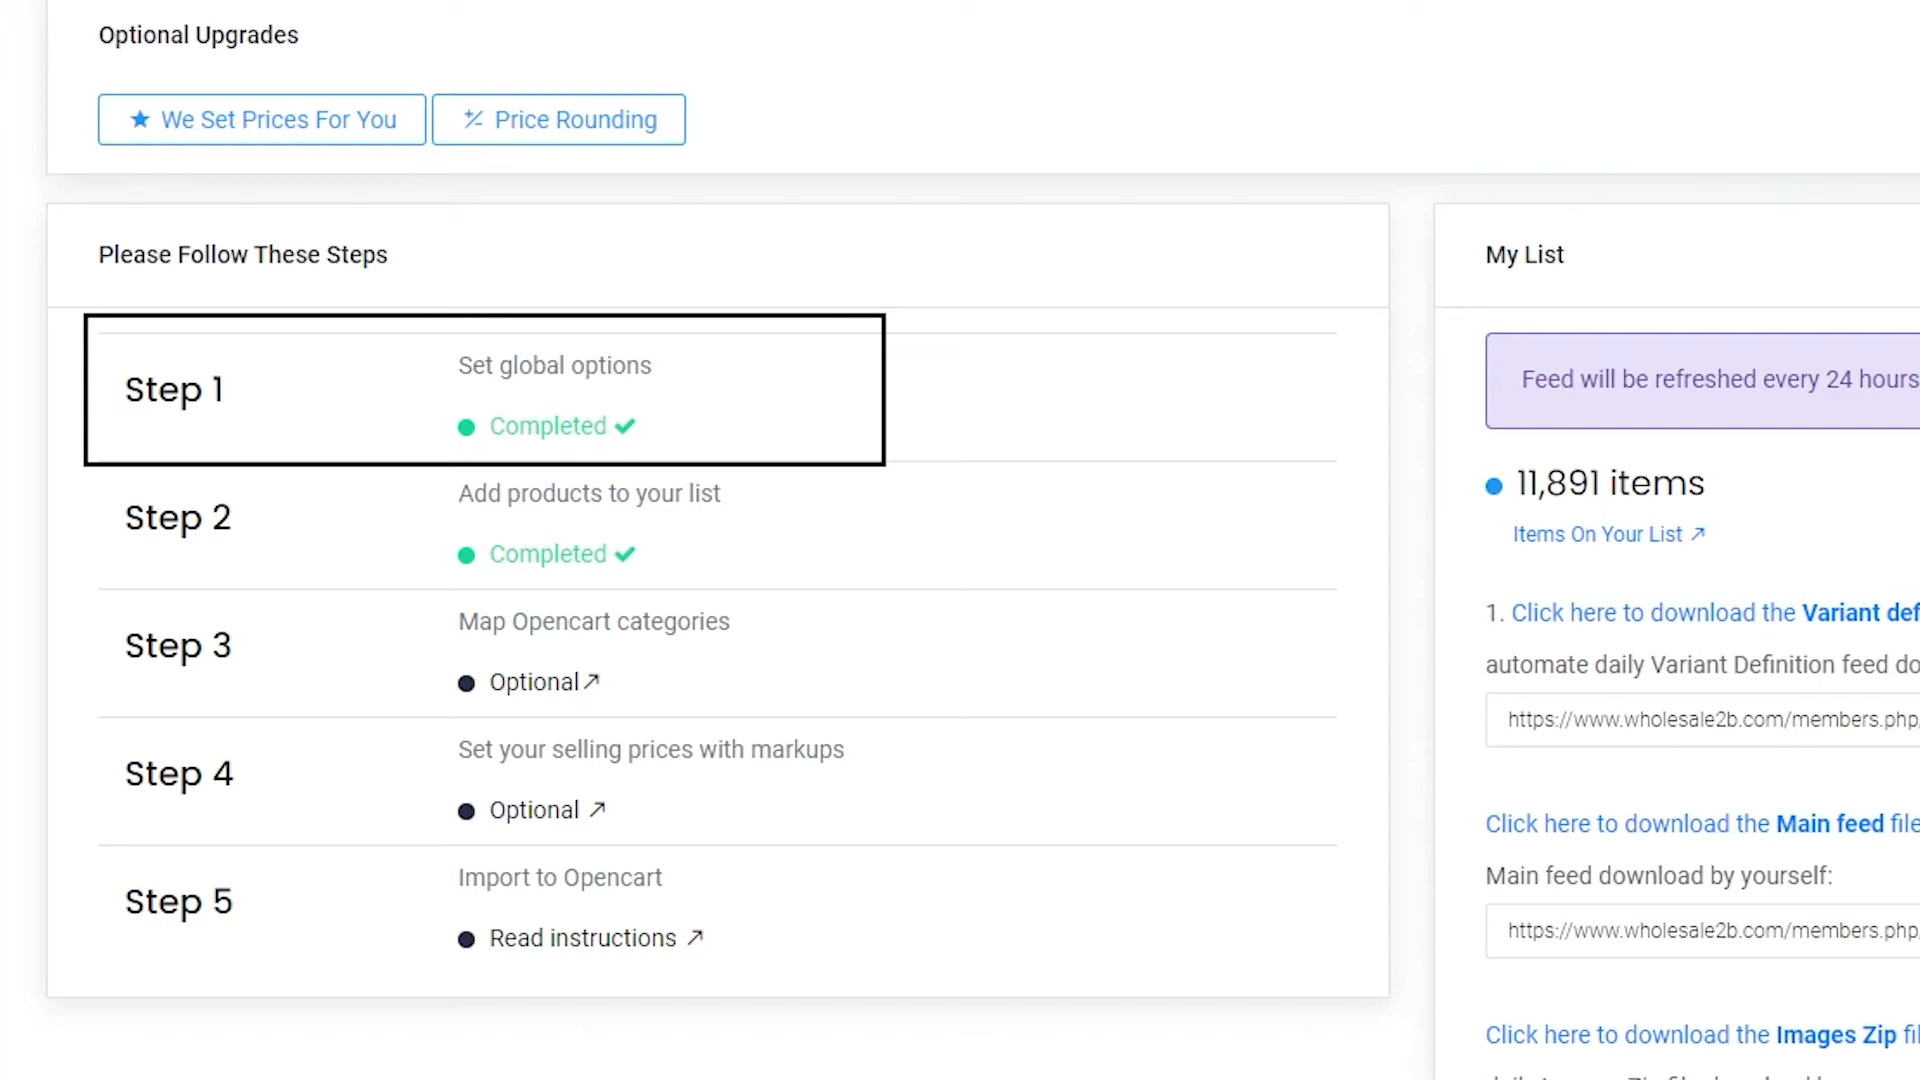 Optional Upgrades
We Set Prices For You
Price Rounding
Please Follow These Steps
Step 1
Set global options
Completed
Step 2
Add products to your list
Completed
Step 3
Map Opencart categories
Optional
Step 4
Set your selling prices with markups
Optional
Step 5
Import to Opencart
Read instructions
My List
Feed will be refreshed every 24 hours
11,891 items
Items On Your List
1. Click here to download the Variant def
automate daily Variant Definition feed do
https://www.wholesale2b.com/members.php
Click here to download the Main feed file
Main feed download by yourself:
https://www.wholesale2b.com/members.php
Click here to download the Images Zip fi